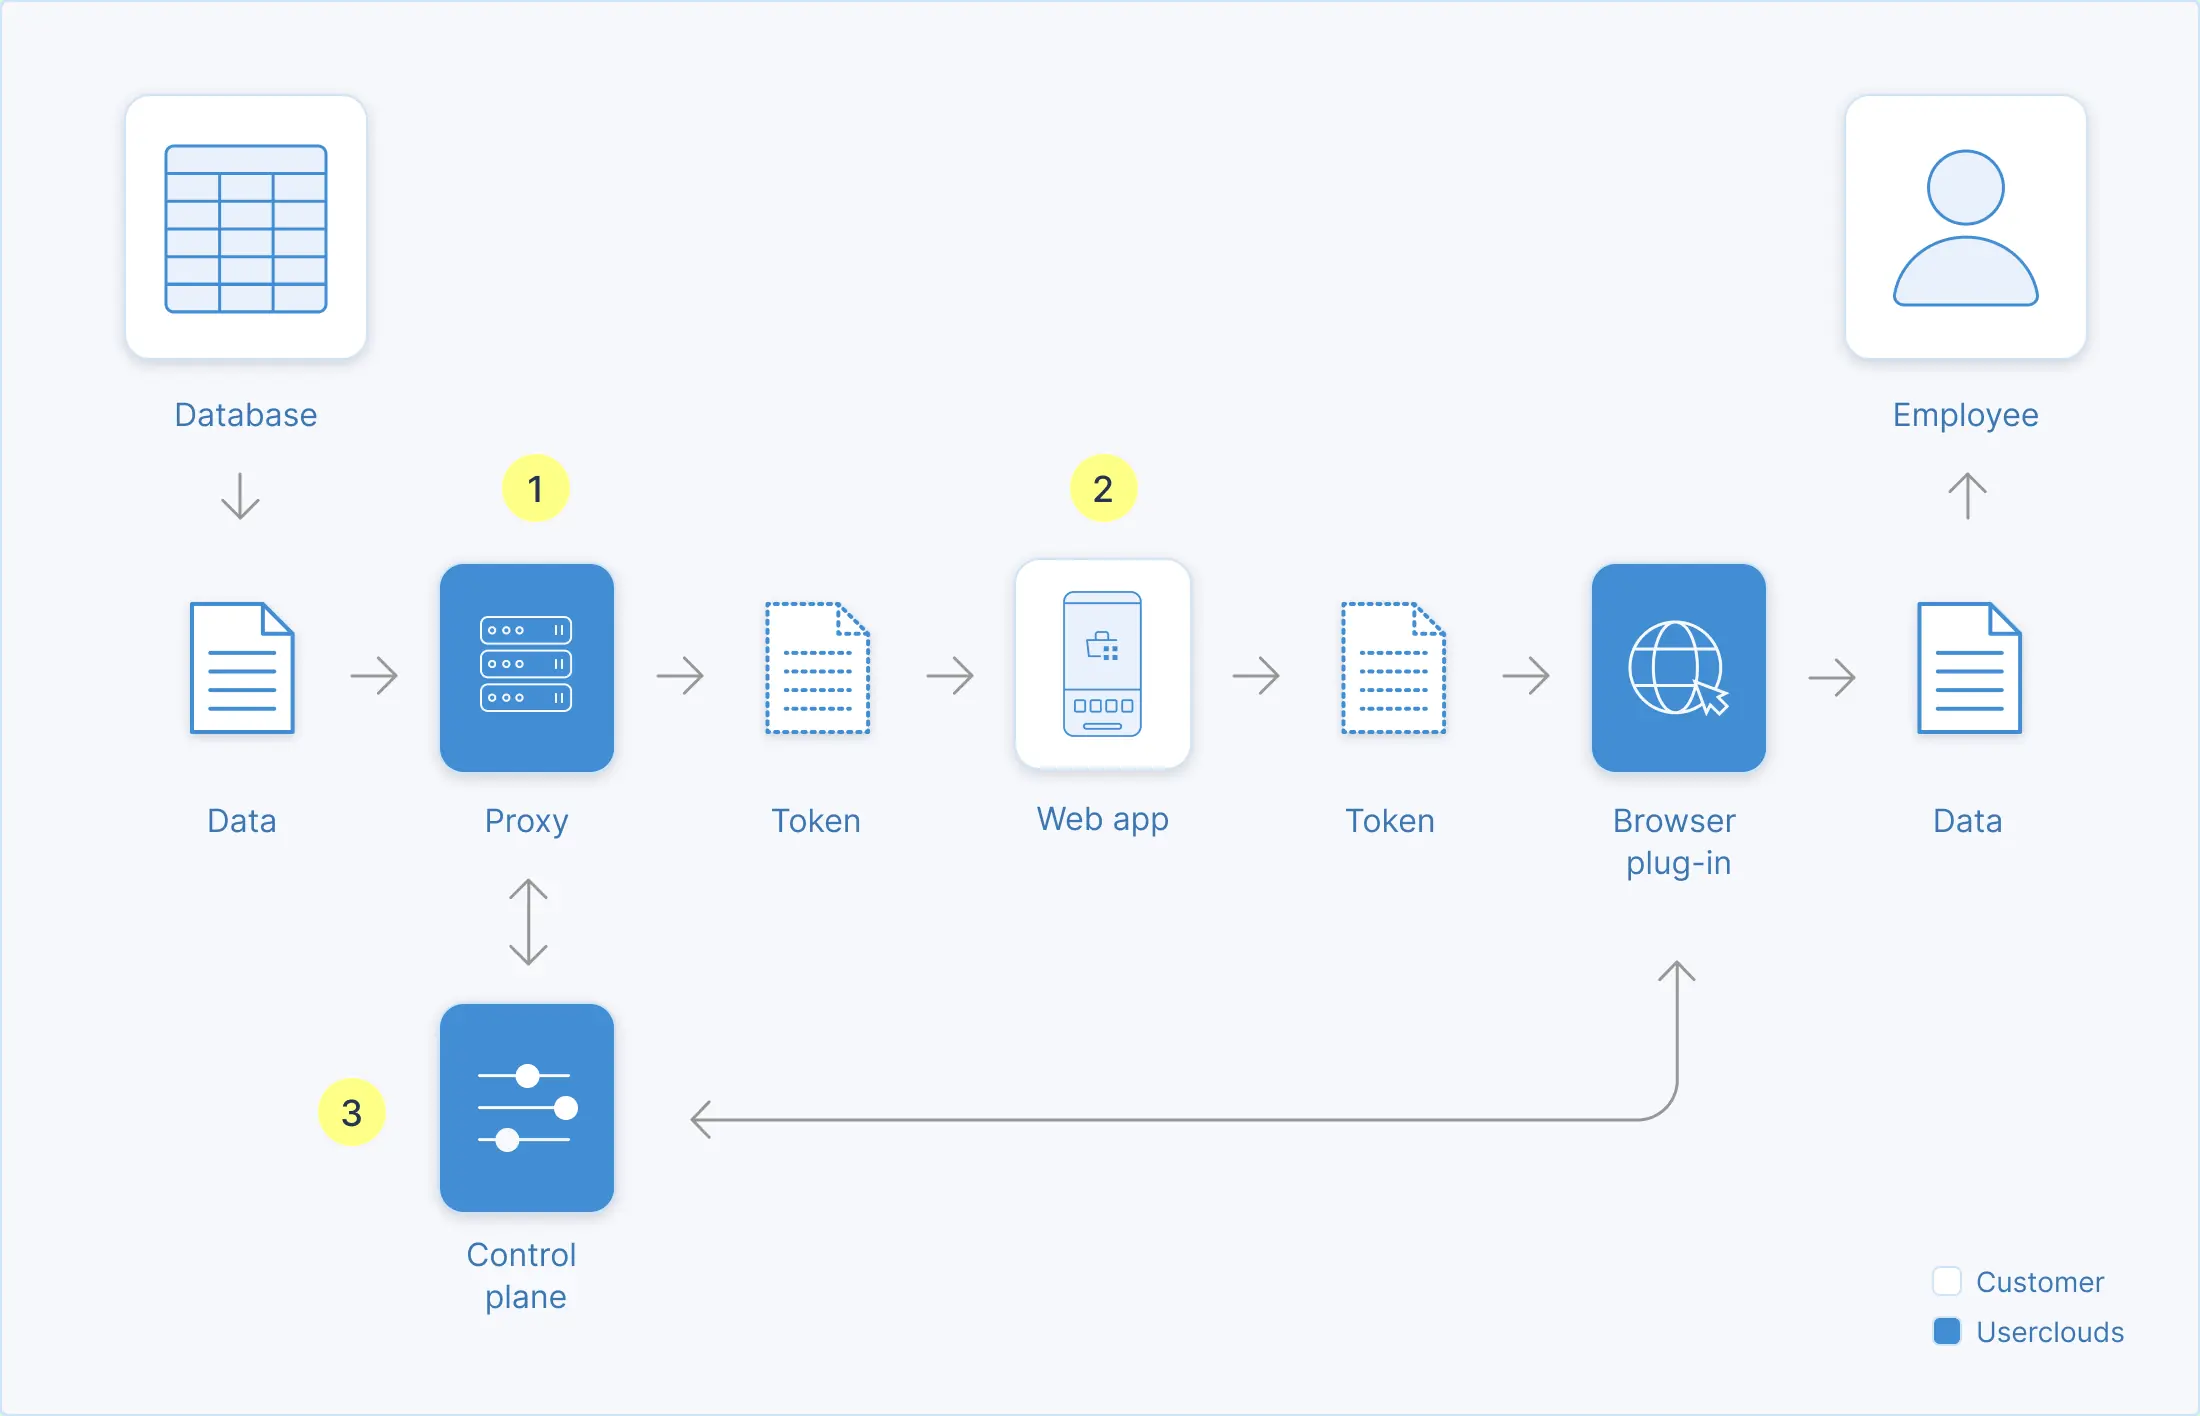 Database
Employee
1
2
Data
Proxy
Token
Web app
Token
Browser
plug-in
Data
3
Control
plane
Customer
Userclouds